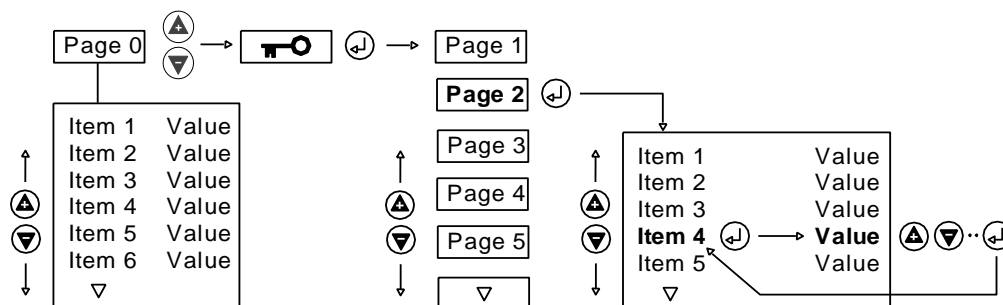 Page 0
Item 1 Value
Item 2 Value
Item 3 Value
Item 4 Value
Item 5 Value
Item 6 Value
Page 1
Page 2
Page 3
Page 4
Page 5
Item 1 Value
Item 2 Value
Item 3 Value
Item 4 Value
Item 5 Value